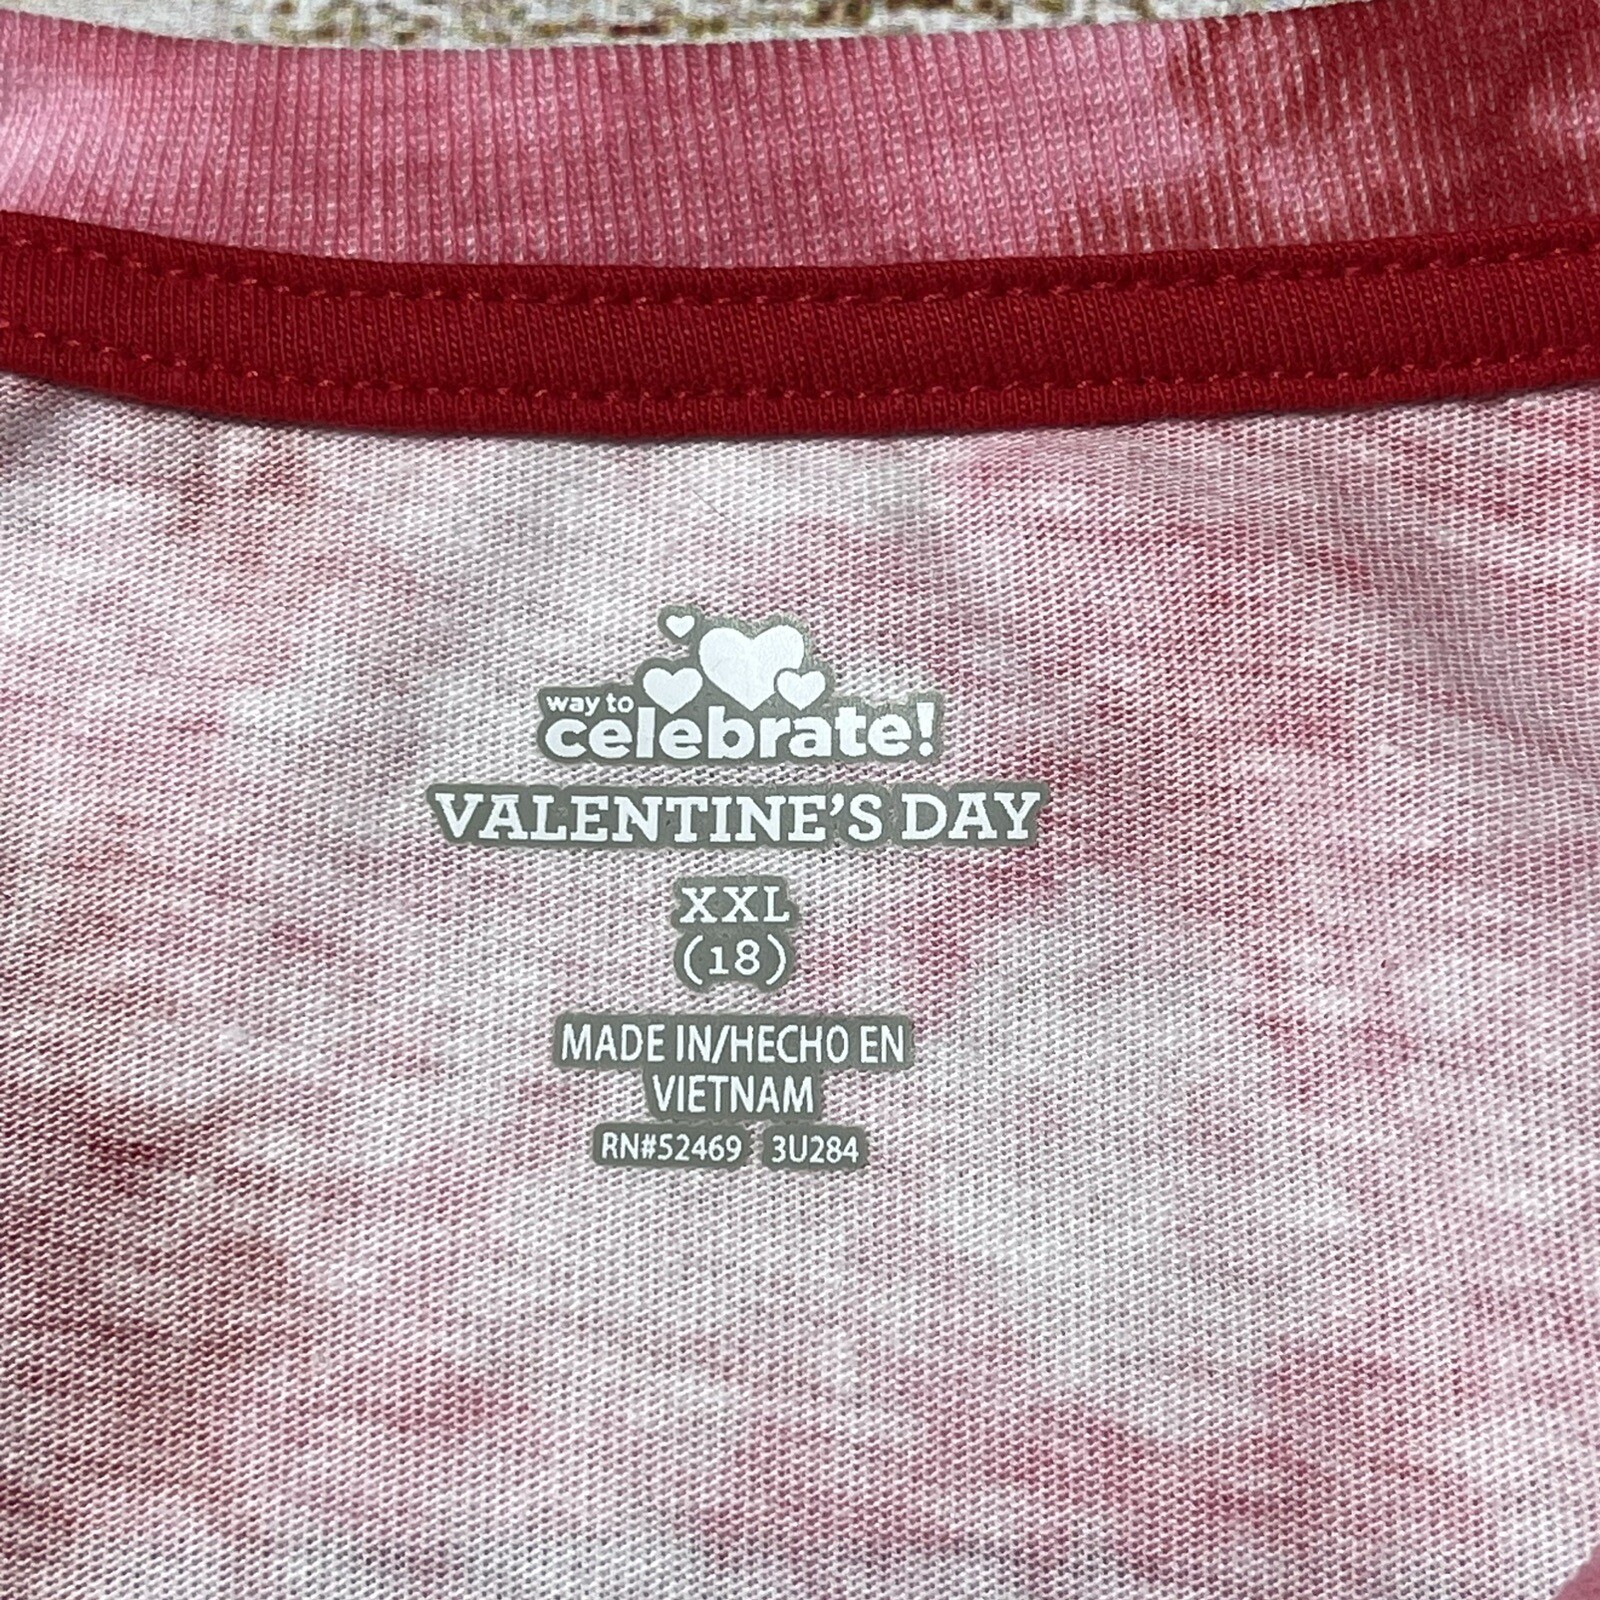 way to
celebrate!
VALENTINE'S DAY
XXL
(18)
MADE IN/HECHO EN
VIETNAM
RN#52469 3U284